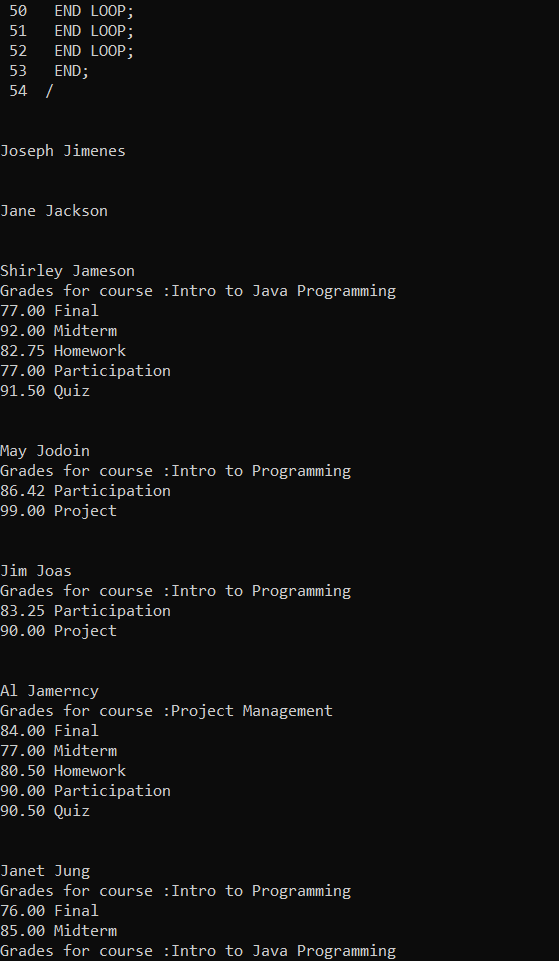 50   END LOOP;
51   END LOOP;
52   END LOOP;
53   END;
54  /
Joseph Jimenes
Jane Jackson
Shirley Jameson
Grades for course :Intro to Java Programming
77.00 Final
92.00 Midterm
82.75 Homework
77.00 Participation
91.50 Quiz
May Jodoin
Grades for course :Intro to Programming
86.42 Participation
99.00 Project
Jim Joas
Grades for course :Intro to Programming
83.25 Participation
90.00 Project
Al Jamerncy
Grades for course :Project Management
84.00 Final
77.00 Midterm
80.50 Homework
90.00 Participation
90.50 Quiz
Janet Jung
Grades for course :Intro to Programming
76.00 Final
85.00 Midterm
Grades for course :Intro to Java Programming